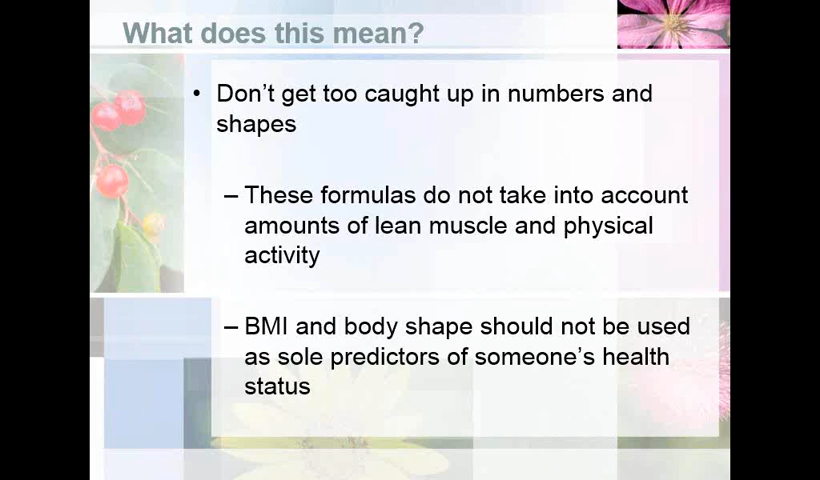 What does this mean?
• Don’t get too caught up in numbers and
shapes
– These formulas do not take into account
amounts of lean muscle and physical
activity
– BMI and body shape should not be used
as sole predictors of someone’s health
status